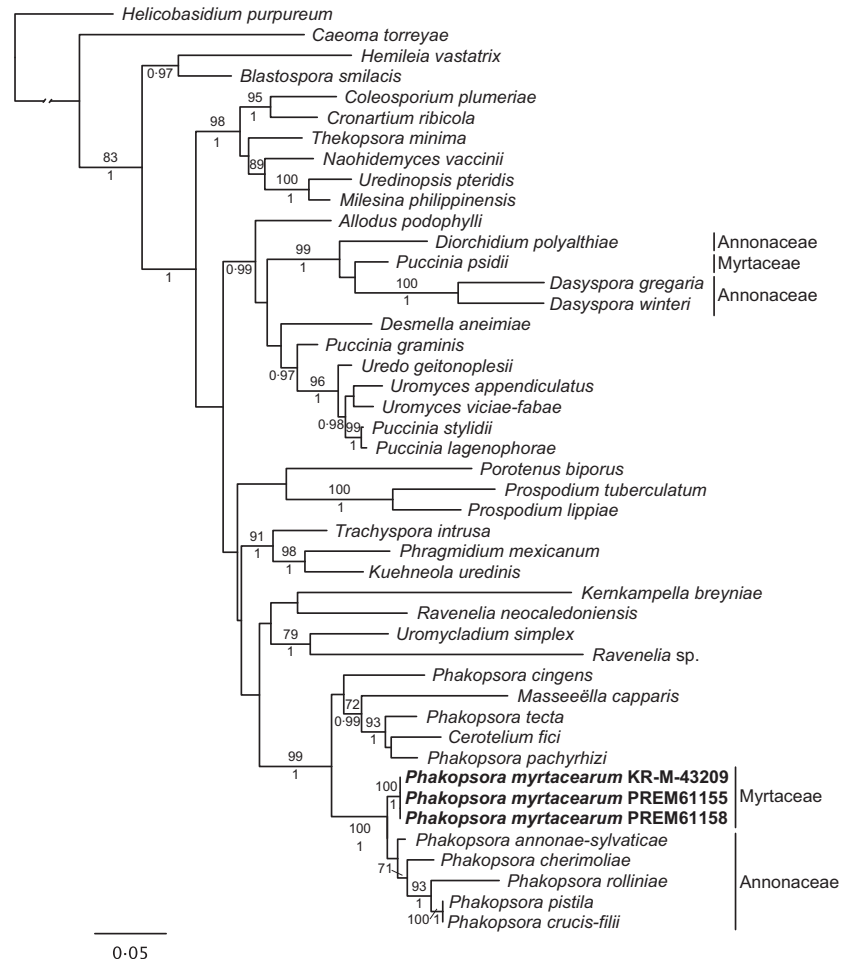 Helicobasidium purpureum
Caeoma torreyae
Hemileia vastatrix
0·97
Blastospora smilacis
95
Coleosporium plumeriae
98
1
Cronartium ribicola
1
Thekopsora minima
83
89
Naohidemyces vaccinii
1
100
Uredinopsis pteridis
1
Milesina philippinensis
Allodus podophylli
99
Diorchidium polyalthiae
Annonaceae
1
0·99
1
Puccinia psidii
Myrtaceae
100
Dasyspora gregaria
1
Dasyspora winteri
Annonaceae
Desmella aneimiae
Puccinia graminis
0·97
96
Uredo geitonoplesii
1
Uromyces appendiculatus
Uromyces viciae-fabae
0·98
99
Puccinia stylidii
1
Puccinia lagenophorae
Porotenus biporus
100
Prospodium tuberculatum
1
Prospodium lippiae
91
Trachyspora intrusa
1
98
Phragmidium mexicanum
1
Kuehneola uredinis
Kernkampella breyniae
Ravenelia neocaledoniensis
79
Uromycladium simplex
1
Ravenelia sp.
Phakopsora cingens
72
Masseeëlla capparis
0·99
93
Phakopsora tecta
1
Cerotelium fici
99
Phakopsora pachyrhizi
1
Phakopsora myrtacearum KR-M-43209
100
1
Phakopsora myrtacearum PREM61155
Myrtaceae
Phakopsora myrtacearum PREM61158
100
1
Phakopsora annonae-sylvaticae
71
Phakopsora cherimoliae
93
Phakopsora rolliniae
Annonaceae
1
Phakopsora pistila
100
1
Phakopsora crucis-filii
0·05